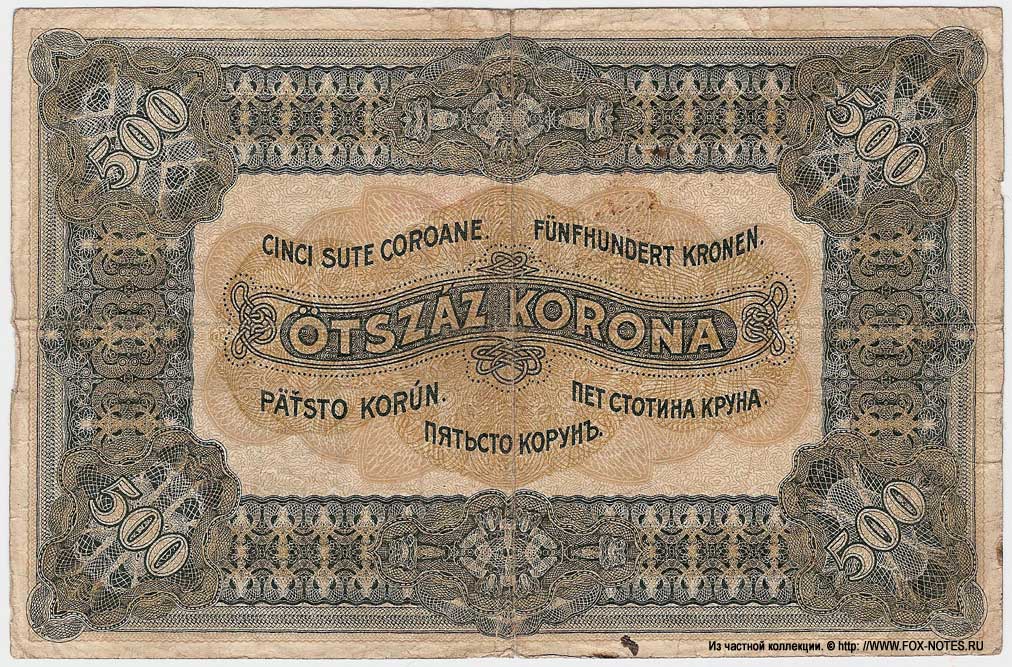 500
500
CINCI SUTE COROANE.
FÜNFHUNDERT KRONEN.
ÖTSZÁZ KORONA
PÄŤSTO KORÚN.
ПЕТ СТОТИНА КРУНА.
ПЯТЬСТО КОРУНЪ.
500
500
Из частной коллекции. © http: //WWW.FOX-NOTES.RU